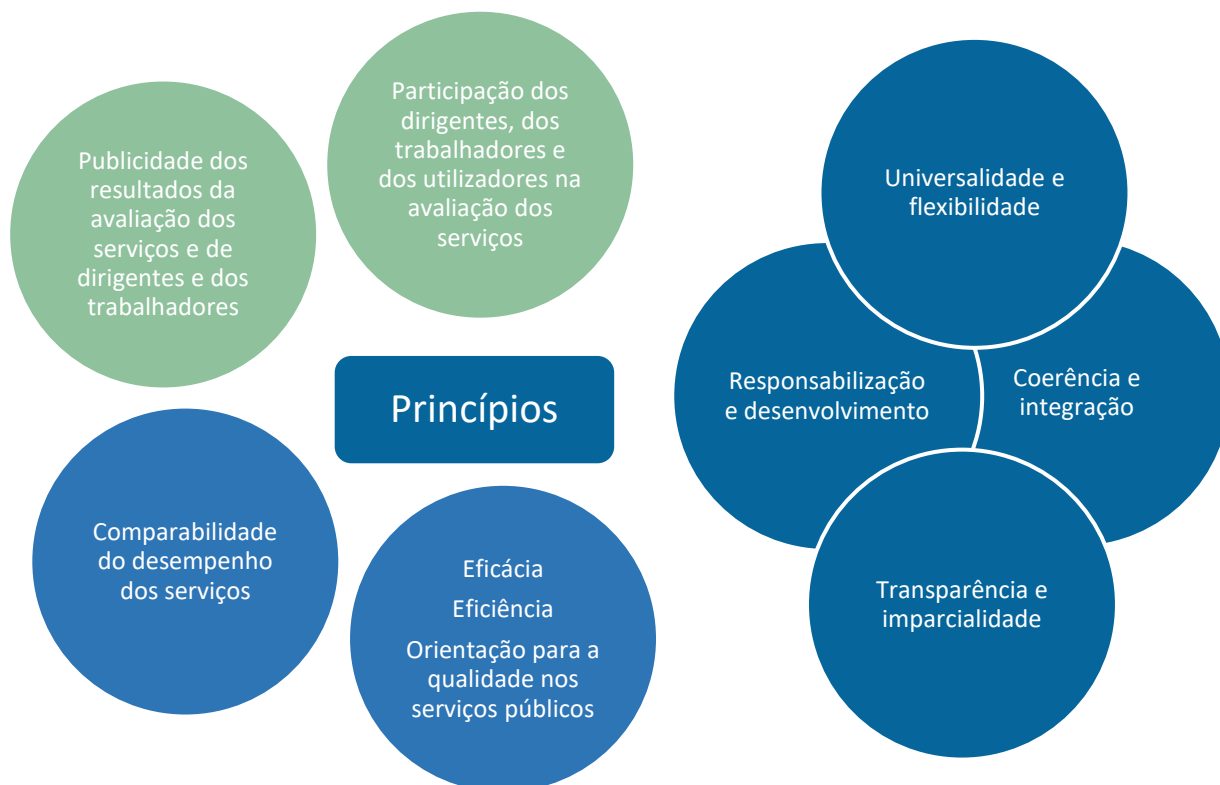 Publicidade dos
resultados da
avaliação dos
serviços e de
dirigentes e dos
trabalhadores
Participação dos
dirigentes, dos
trabalhadores e
dos utilizadores na
avaliação dos
serviços
Princípios
Comparabilidade
do desempenho
dos serviços
Eficácia
Eficiência
Orientação para a
qualidade nos
serviços públicos
Universalidade e
flexibilidade
Responsabilização
e desenvolvimento
Coerência e
integração
Transparência e
imparcialidade